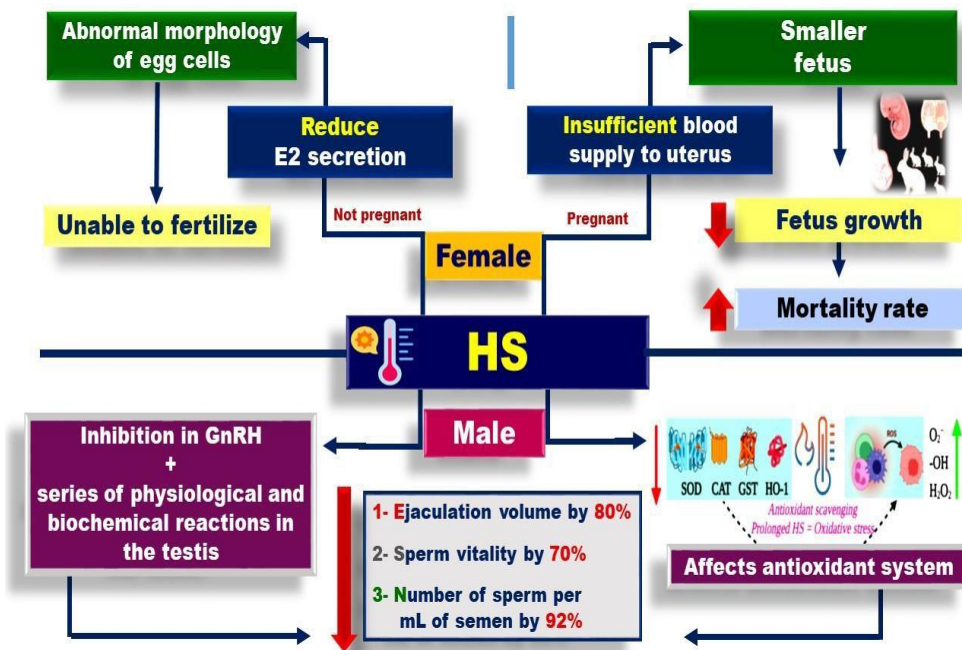 Abnormal morphology
of egg cells
Smaller
fetus
Reduce
E2 secretion
Insufficient blood
supply to uterus
Not pregnant
Pregnant
Unable to fertilize
Female
Fetus growth
Mortality rate
HS
Male
Inhibition in GnRH
+
series of physiological and
biochemical reactions in
the testis
1- Ejaculation volume by 80%
2- Sperm vitality by 70%
3- Number of sperm per
mL of semen by 92%
SOD CAT GST HO-1
ROS
O₂⁻
-OH
H₂O₂
Antioxidant scavenging
Prolonged HS = Oxidative stress
Affects antioxidant system